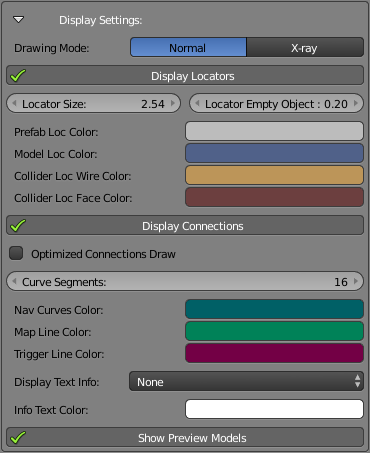 Display Settings:
Drawing Mode: Normal X-ray
Display Locators
Locator Size: 2.54 Locator Empty Object : 0.20
Prefab Loc Color:
Model Loc Color:
Collider Loc Wire Color:
Collider Loc Face Color:
Display Connections
Optimized Connections Draw
Curve Segments: 16
Nav Curves Color:
Map Line Color:
Trigger Line Color:
Display Text Info: None
Info Text Color:
Show Preview Models